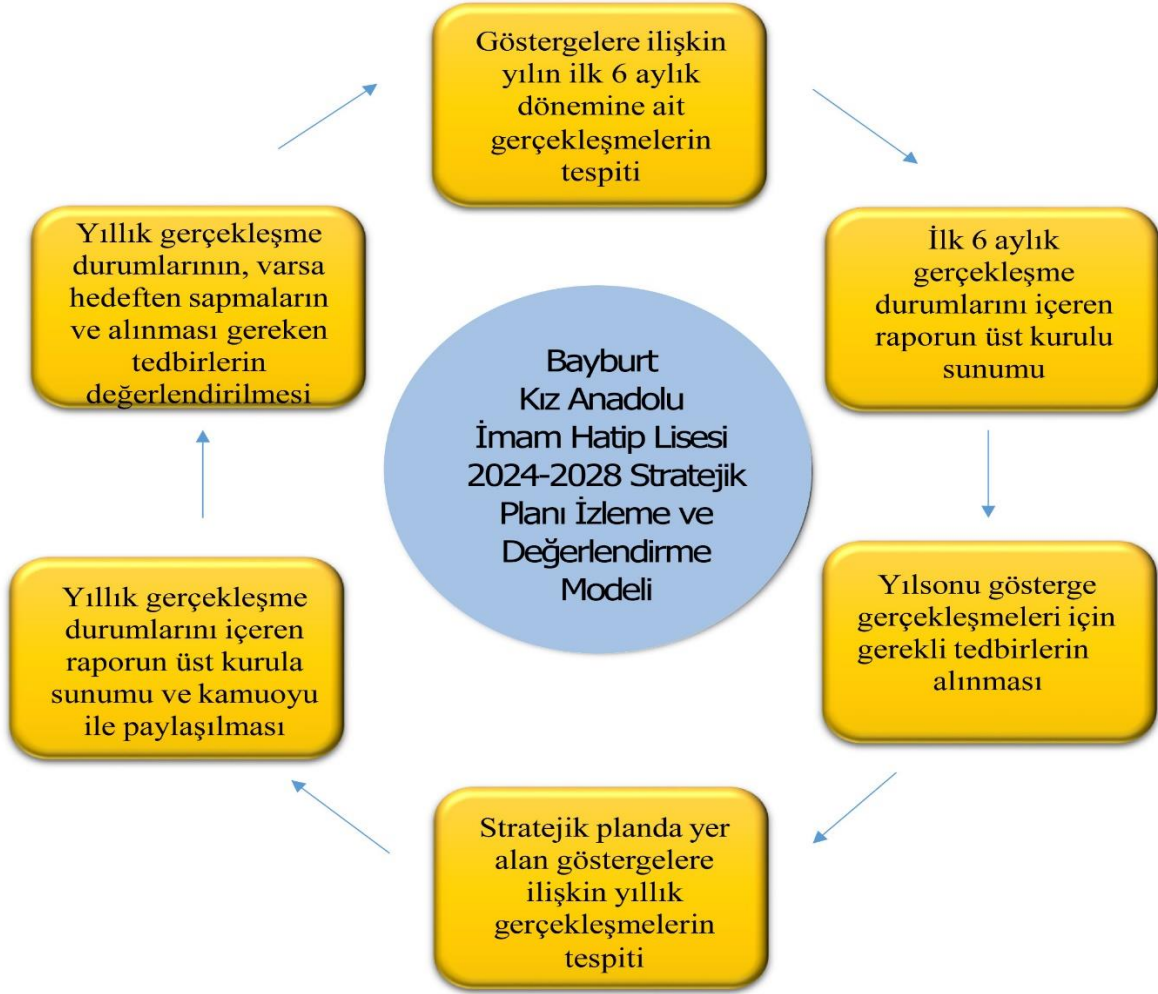 Göstergelere ilişkin
yılın ilk 6 aylık
dönemine ait
gerçekleşmelerin
tespiti
İlk 6 aylık
gerçekleşme
durumlarını içeren
raporun üst kurulu
sunumu
Yılsonu gösterge
gerçekleşmeleri için
gerekli tedbirlerin
alınması
Stratejik planda yer
alan göstergelere
ilişkin yıllık
gerçekleşmelerin
tespiti
Yıllık gerçekleşme
durumlarını içeren
raporun üst kurula
sunumu ve kamuoyu
ile paylaşılması
Yıllık gerçekleşme
durumlarının, varsa
hedeften sapmaların
ve alınması gereken
tedbirlerin
değerlendirilmesi
Bayburt
Kız Anadolu
İmam Hatip Lisesi
2024-2028 Stratejik
Planı İzleme ve
Değerlendirme
Modeli